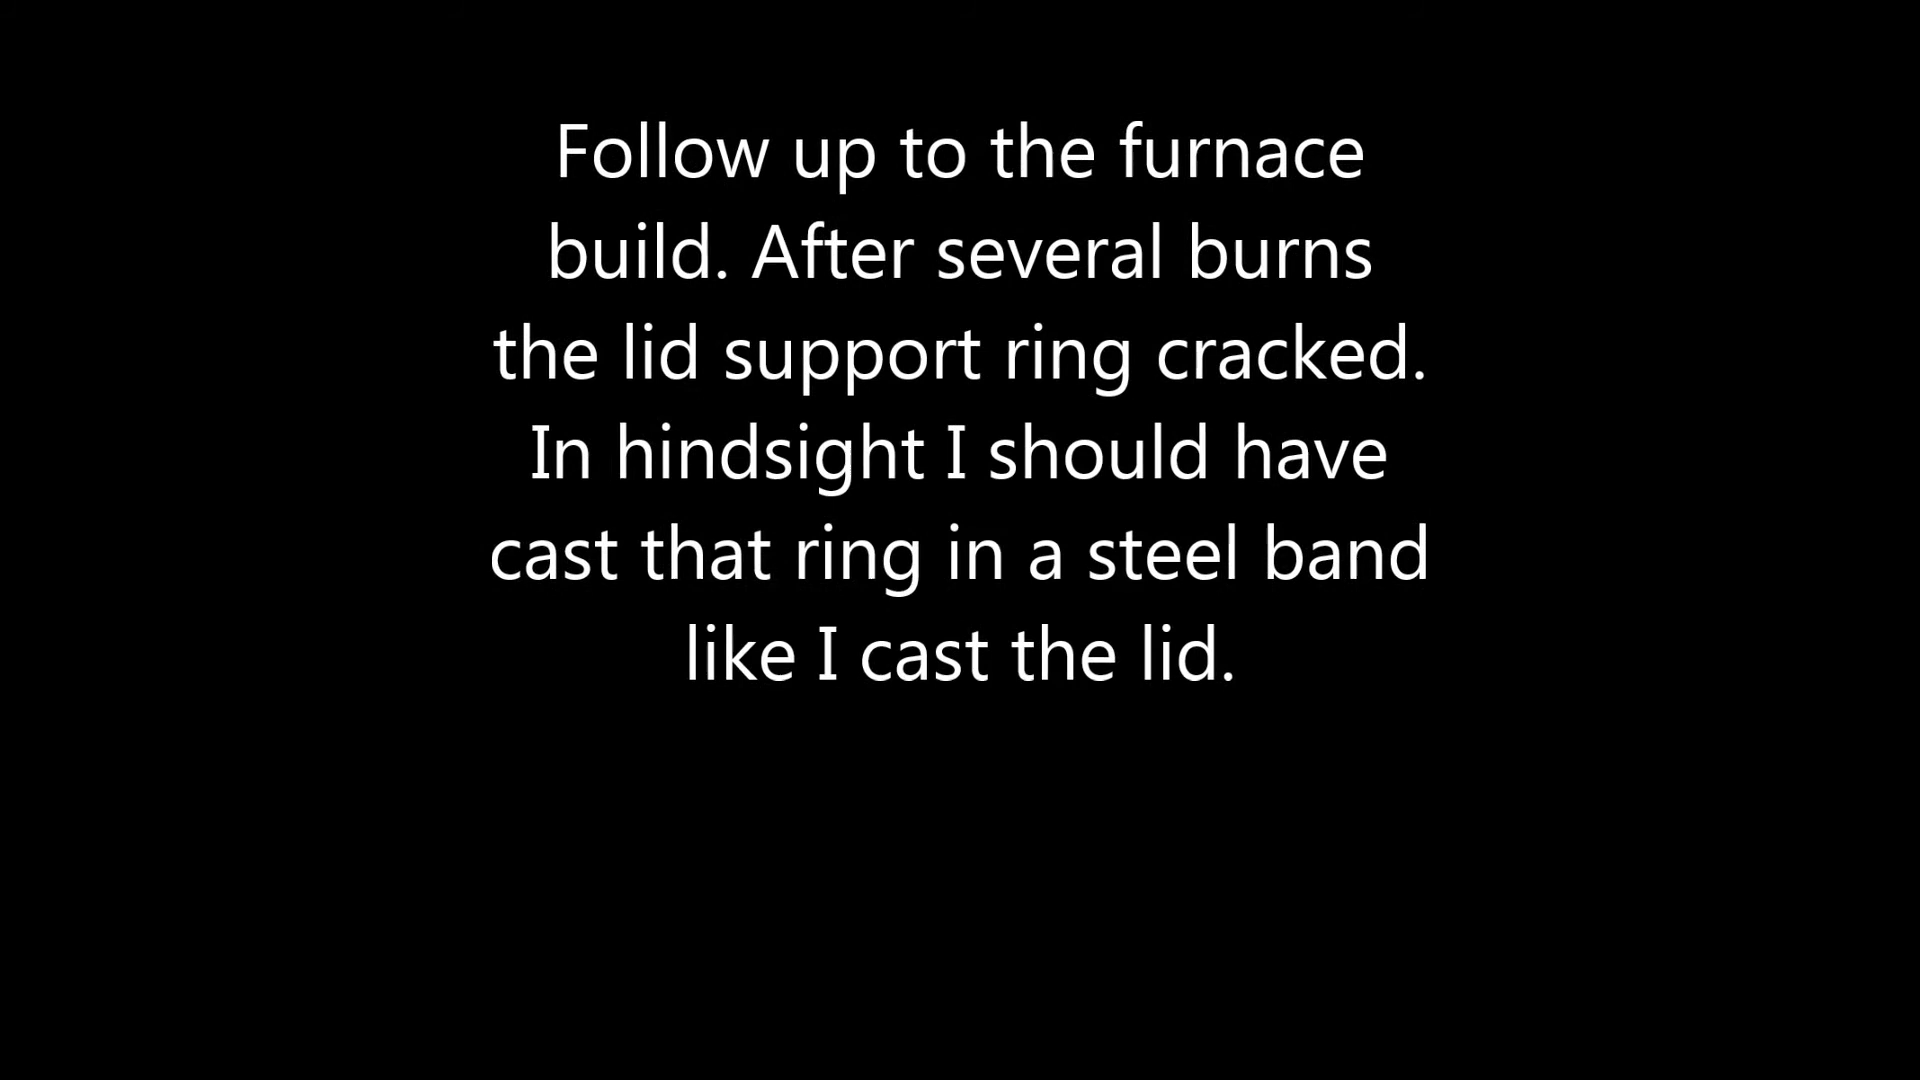 Follow up to the furnace
build. After several burns
the lid support ring cracked.
In hindsight I should have
cast that ring in a steel band
like I cast the lid.